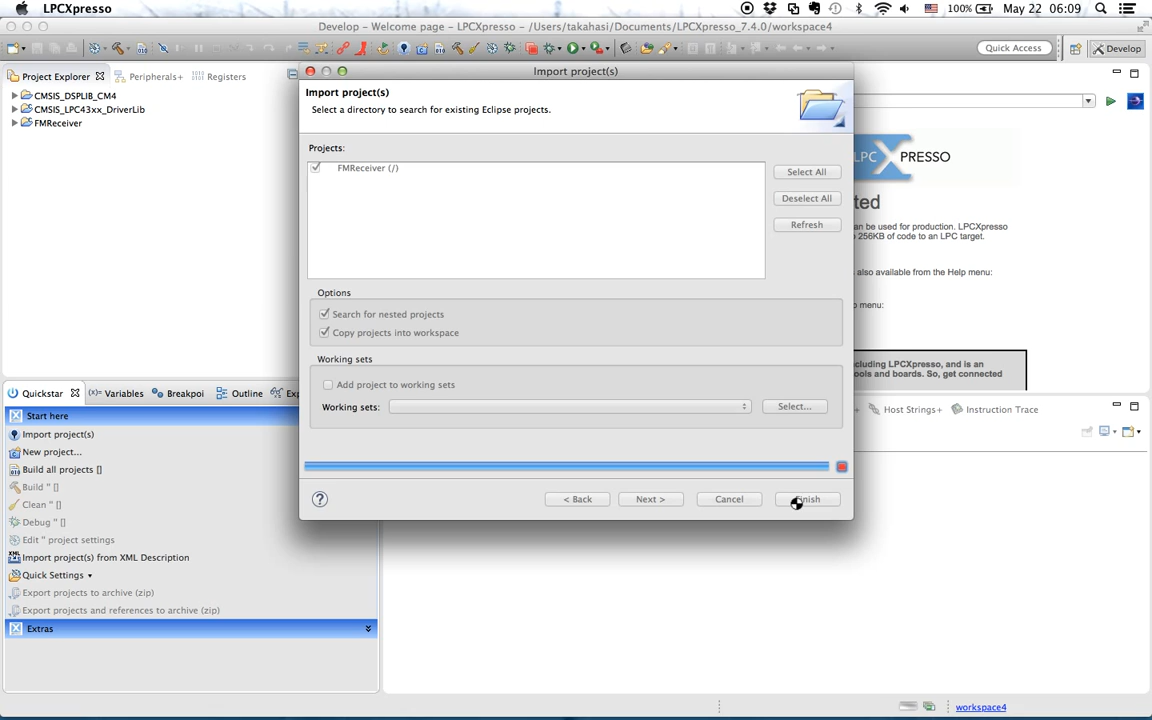 LPCXpresso
100%
May 22 06:09
Develop - Welcome page - LPCXpresso - /Users/takahasi/Documents/LPCXpresso_7.4.0/workspace4
Quick Access
Develop
Project Explorer
Peripherals+
Registers
CMSIS_DSPLIB_CM4
CMSIS_LPC43xx_DriverLib
FMReceiver
Import project(s)
Import project(s)
Select a directory to search for existing Eclipse projects.
Projects:
FMReceiver (/)
Select All
Deselect All
Refresh
Options
Search for nested projects
Copy projects into workspace
Working sets
Add project to working sets
Working sets:
Select...
?
< Back
Next >
Cancel
Finish
LPC
PRESSO
ted
an be used for production. LPCXpresso
256KB of code to an LPC target.
also available from the Help menu:
menu:
cluding LPCXpresso, and is an
ools and boards. So, get connected
Quickstar
(x)= Variables
Breakpoi
Outline
Exp
Start here
Import project(s)
New project...
Build all projects []
Build '' []
Clean '' []
Debug '' []
Edit '' project settings
Import project(s) from XML Description
Quick Settings
Export projects to archive (zip)
Export projects and references to archive (zip)
Extras
Host Strings+
Instruction Trace
workspace4